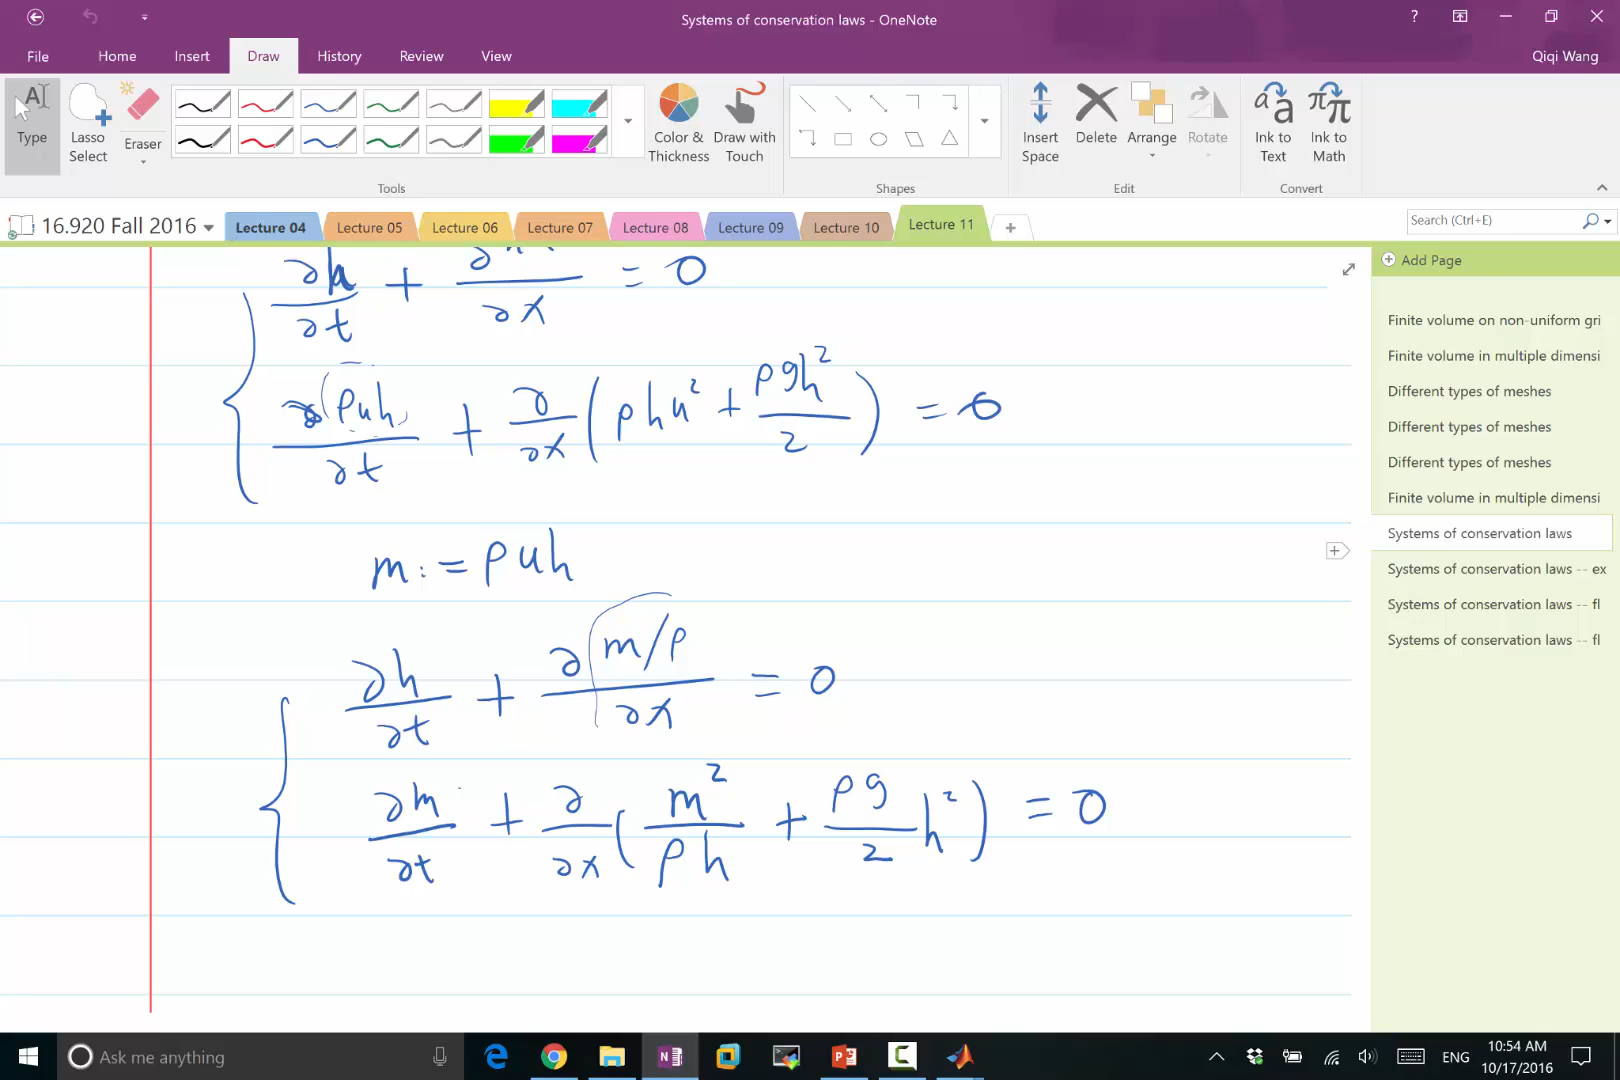 Systems of conservation laws - OneNote
?
File Home Insert Draw History Review View Qiqi Wang
Type
Lasso Select
Eraser
Color & Thickness
Draw with Touch
Insert Space
Delete
Arrange
Rotate
Ink to Text
Ink to Math
Tools Shapes Edit Convert
16.920 Fall 2016 Lecture 04 Lecture 05 Lecture 06 Lecture 07 Lecture 08 Lecture 09 Lecture 10 Lecture 11 +
Search (Ctrl+E)
Add Page
Finite volume on non-uniform gri
Finite volume in multiple dimensi
Different types of meshes
Different types of meshes
Different types of meshes
Finite volume in multiple dimensi
Systems of conservation laws
Systems of conservation laws -- ex
Systems of conservation laws -- fl
Systems of conservation laws -- fl
∂h/∂t + ∂ /∂x = 0
∂(ρuh)/∂t + ∂/∂x (ρhu² + ρgh²/2) = 0
m := ρuh
∂h/∂t + ∂(m/ρ/∂x = 0
∂m/∂t + ∂/∂x (m²/ρh + ρg/2 h²) = 0
Ask me anything
ENG
10:54 AM
10/17/2016